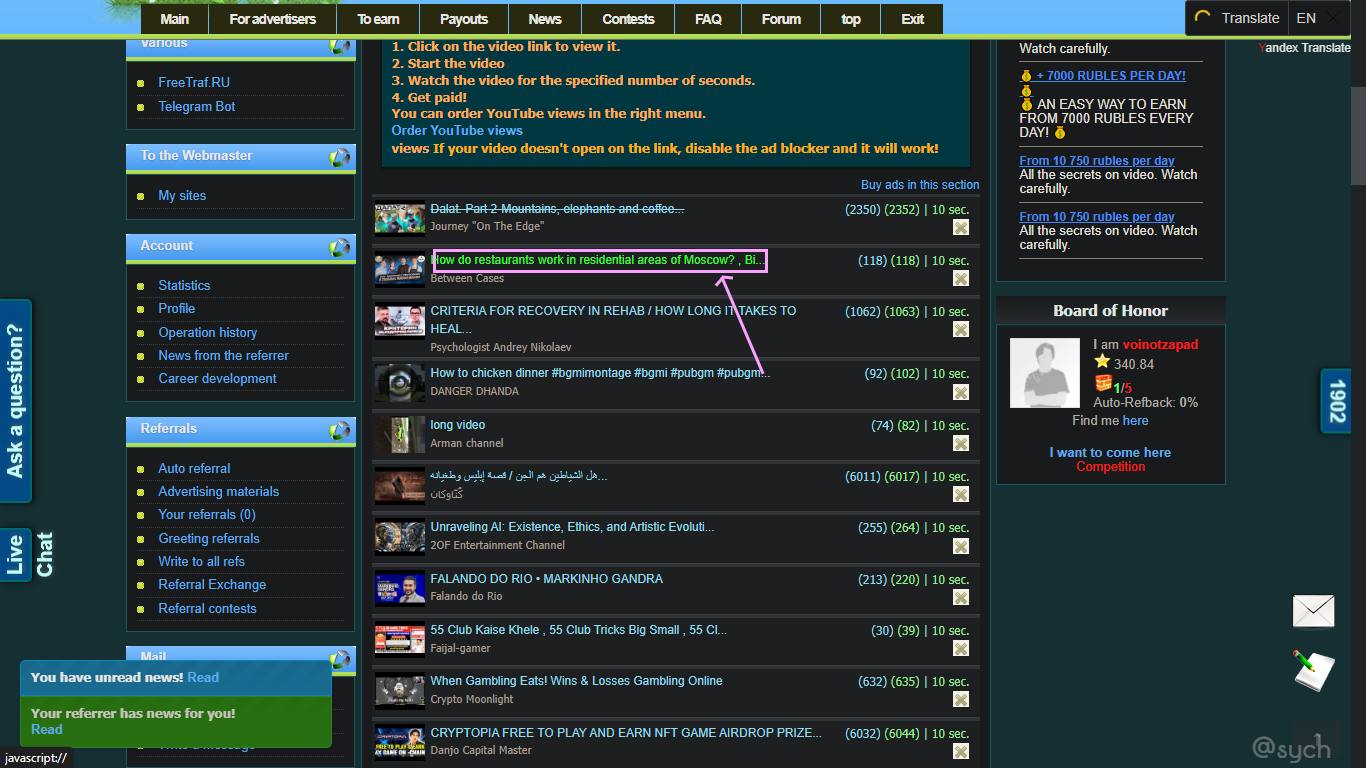 Main
For advertisers
To earn
Payouts
News
Contests
FAQ
Forum
top
Exit
Translate
EN
Yandex Translate
Various
FreeTraf.RU
Telegram Bot
To the Webmaster
My sites
Account
Statistics
Profile
Operation history
News from the referrer
Career development
Referrals
Auto referral
Advertising materials
Your referrals (0)
Greeting referrals
Write to all refs
Referral Exchange
Referral contests
Mail
Ask a question?
Live
Chat
You have unread news! Read
Your referrer has news for you!
Read
javascript://
1. Click on the video link to view it.
2. Start the video
3. Watch the video for the specified number of seconds.
4. Get paid!
You can order YouTube views in the right menu.
Order YouTube views
views If your video doesn't open on the link, disable the ad blocker and it will work!
Buy ads in this section
Dalat. Part 2 Mountains, elephants and coffee...
(2350) (2352) | 10 sec.
Journey "On The Edge"
How do restaurants work in residential areas of Moscow? , Bi...
(118) (118) | 10 sec.
Between Cases
CRITERIA FOR RECOVERY IN REHAB / HOW LONG IT TAKES TO
HEAL...
(1062) (1063) | 10 sec.
Psychologist Andrey Nikolaev
How to chicken dinner #bgmimontage #bgmi #pubgm #pubgm...
(92) (102) | 10 sec.
DANGER DHANDA
long video
(74) (82) | 10 sec.
Arman channel
هل الشياطين هم الجن / قصة إبليس وطغيانه...
(6011) (6017) | 10 sec.
Unraveling AI: Existence, Ethics, and Artistic Evoluti...
(255) (264) | 10 sec.
2OF Entertainment Channel
FALANDO DO RIO • MARKINHO GANDRA
(213) (220) | 10 sec.
Falando do Rio
55 Club Kaise Khele , 55 Club Tricks Big Small , 55 Cl...
(30) (39) | 10 sec.
Faijal-gamer
When Gambling Eats! Wins & Losses Gambling Online
(632) (635) | 10 sec.
Crypto Moonlight
CRYPTOPIA FREE TO PLAY AND EARN NFT GAME AIRDROP PRIZE...
(6032) (6044) | 10 sec.
Danjo Capital Master
Watch carefully.
+ 7000 RUBLES PER DAY!
AN EASY WAY TO EARN
FROM 7000 RUBLES EVERY
DAY!
From 10 750 rubles per day
All the secrets on video. Watch
carefully.
From 10 750 rubles per day
All the secrets on video. Watch
carefully.
Board of Honor
I am voinotzapad
340.84
1/5
Auto-Refback: 0%
Find me here
I want to come here
Competition
1902
@sych